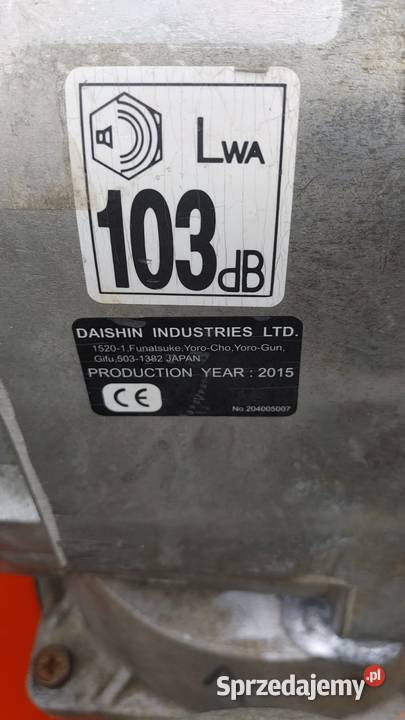 LWA
103dB
DAISHIN INDUSTRIES LTD.
1520-1,Funatsuke,Yoro-Cho,Yoro-Gun,
Gifu,503-1382 JAPAN
PRODUCTION YEAR : 2015
CE
No.204005007
Sprzedajemy.pl